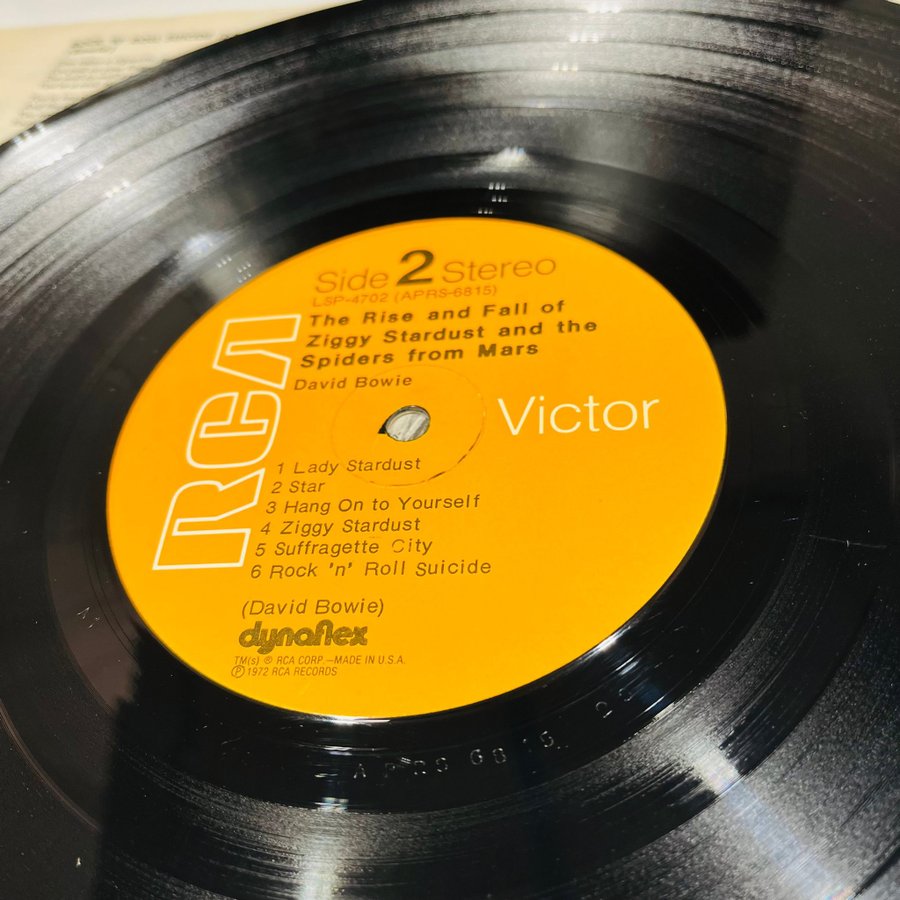 Side 2 Stereo
LSP-4702 (APRS-6815)
The Rise and Fall of
Ziggy Stardust and the
Spiders from Mars
David Bowie
RCA
Victor
1 Lady Stardust
2 Star
3 Hang On to Yourself
4 Ziggy Stardust
5 Suffragette City
6 Rock 'n' Roll Suicide
(David Bowie)
dynaflex
TM(s) ® RCA CORP.—MADE IN U.S.A.
℗ 1972 RCA RECORDS